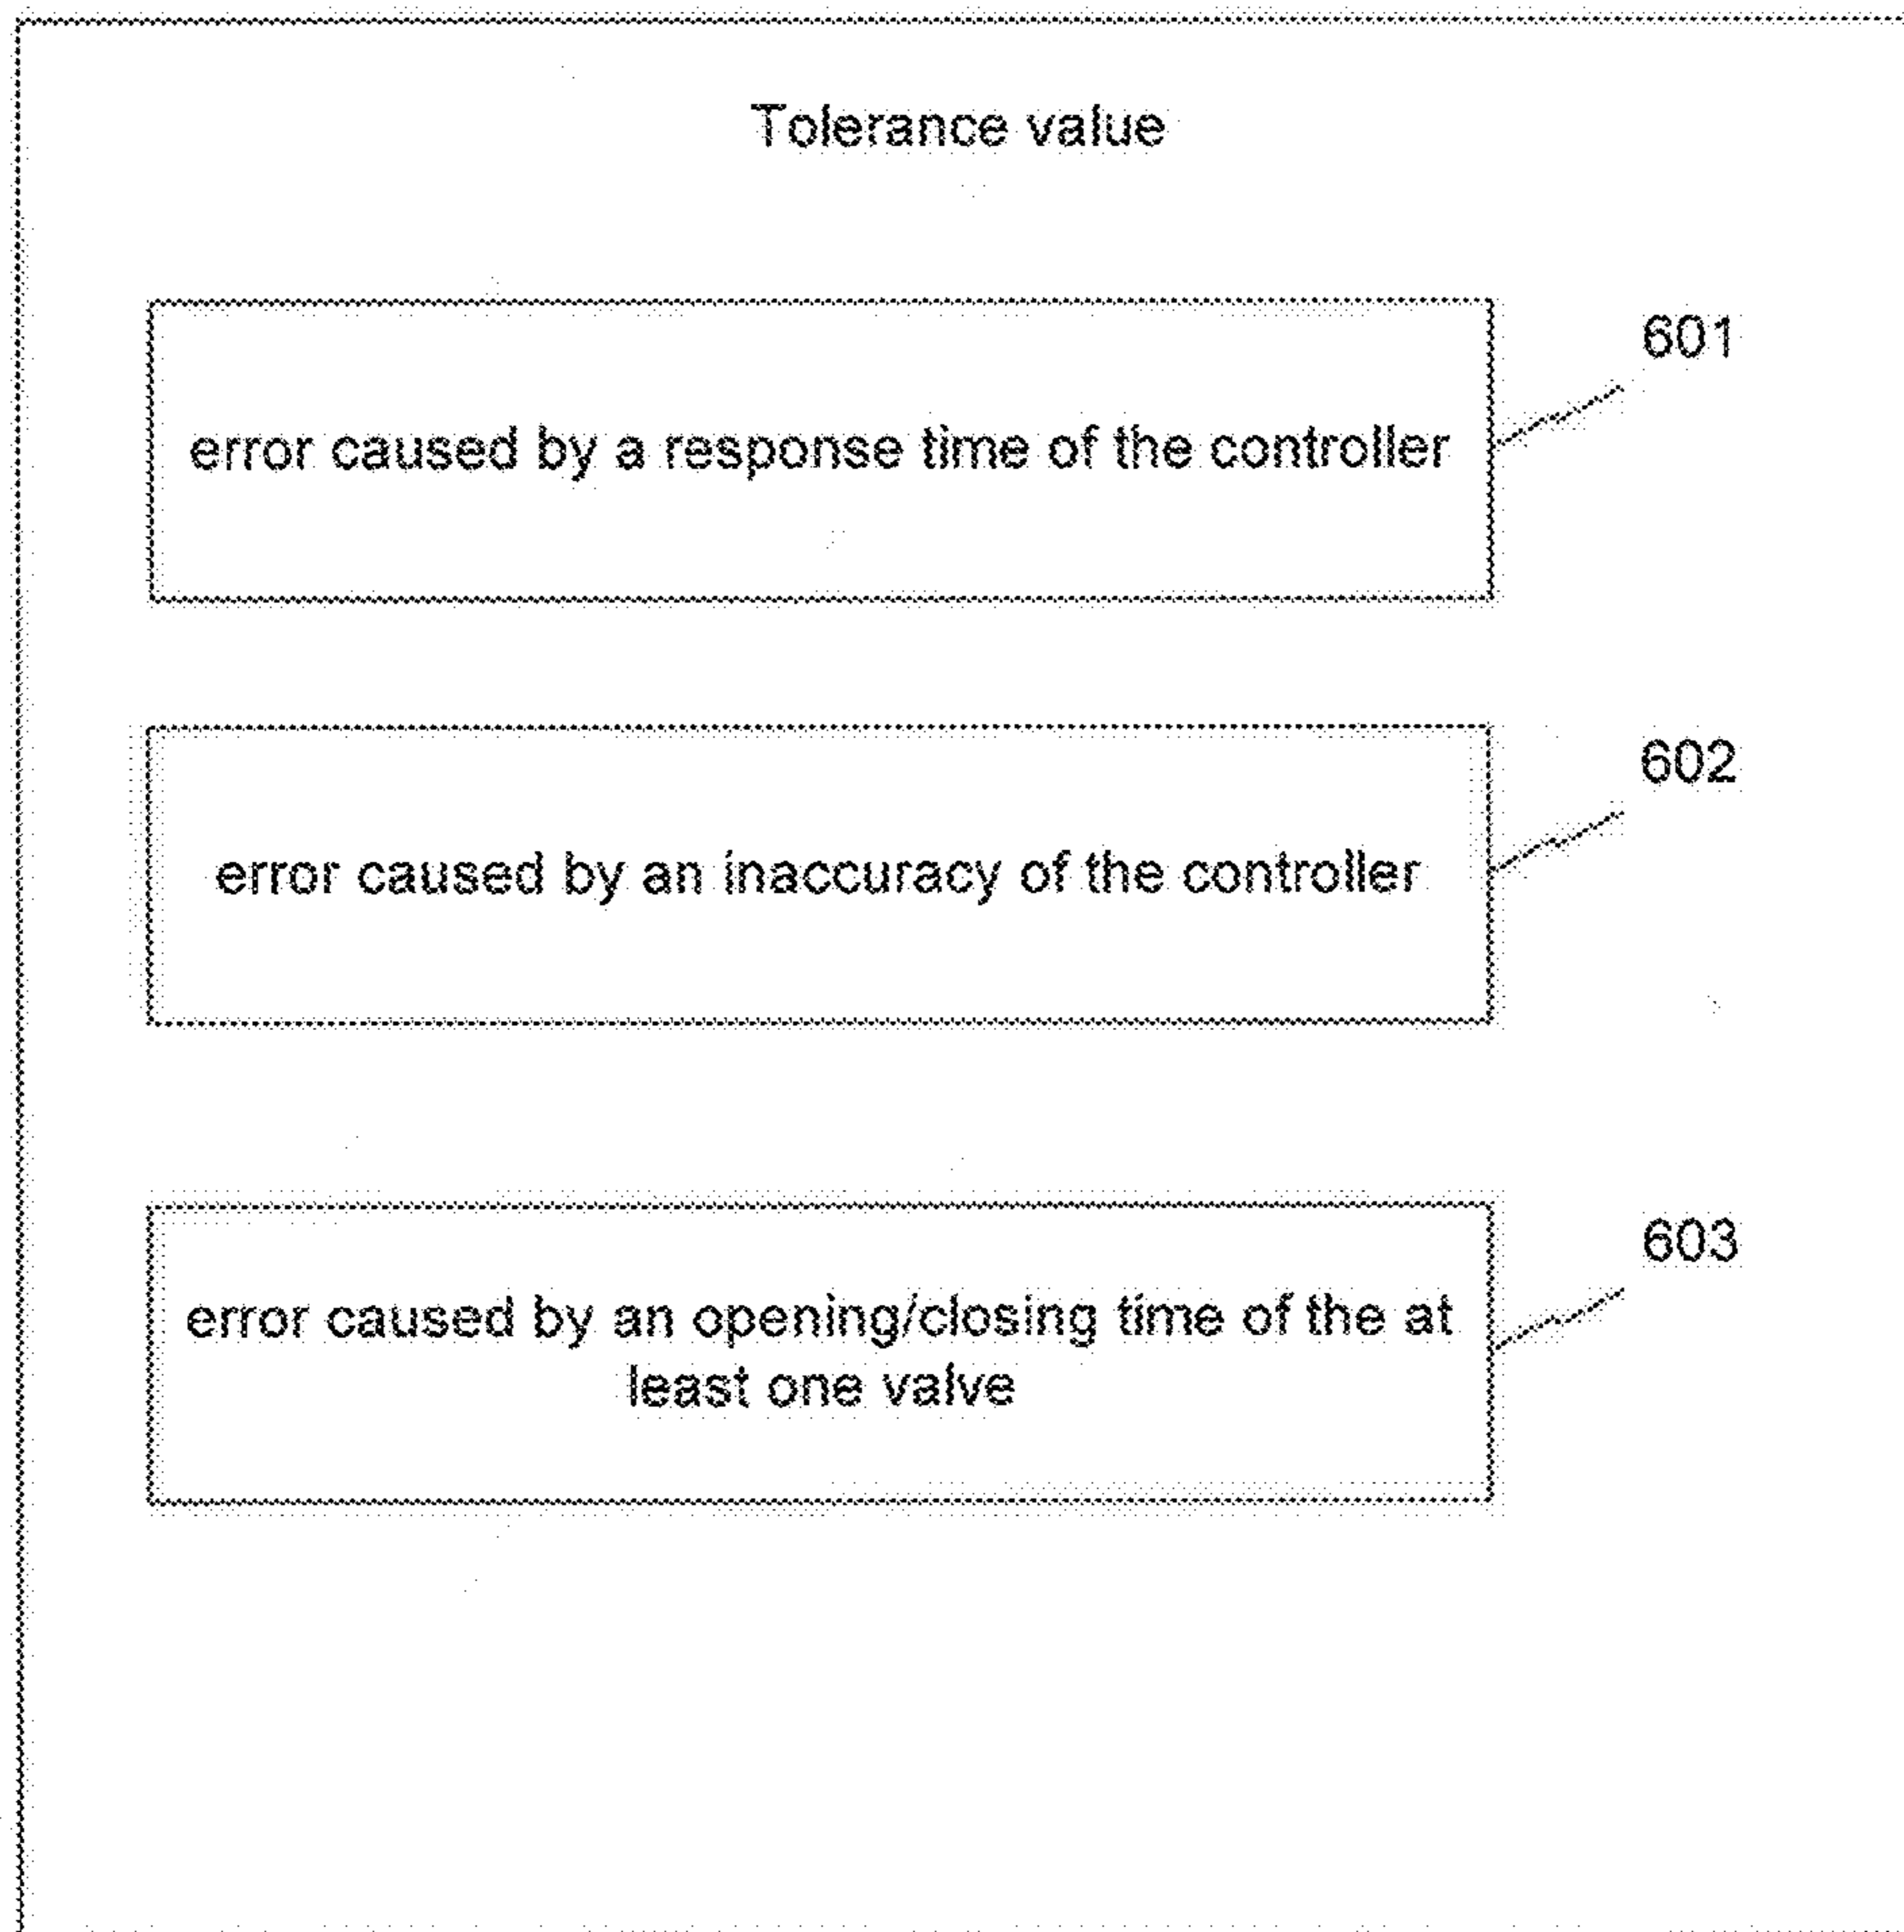 Tolerance value
601
error caused by a response time of the controller
602
error caused by an inaccuracy of the controller
603
error caused by an opening/closing time of the at
least one valve